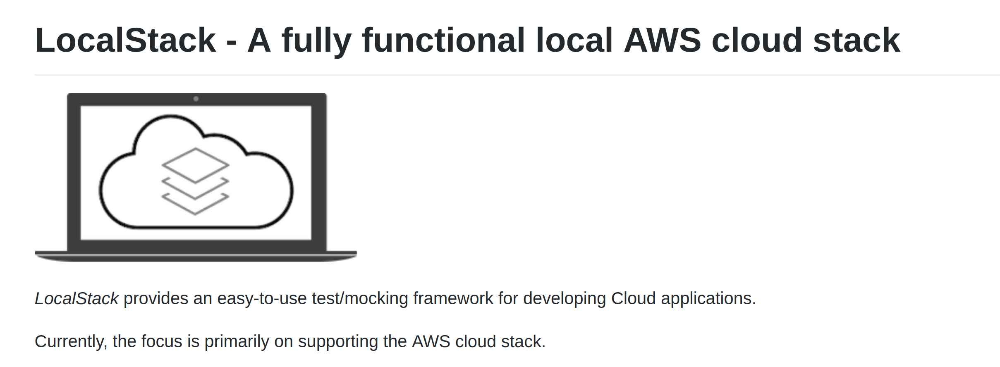 LocalStack - A fully functional local AWS cloud stack
LocalStack provides an easy-to-use test/mocking framework for developing Cloud applications.
Currently, the focus is primarily on supporting the AWS cloud stack.